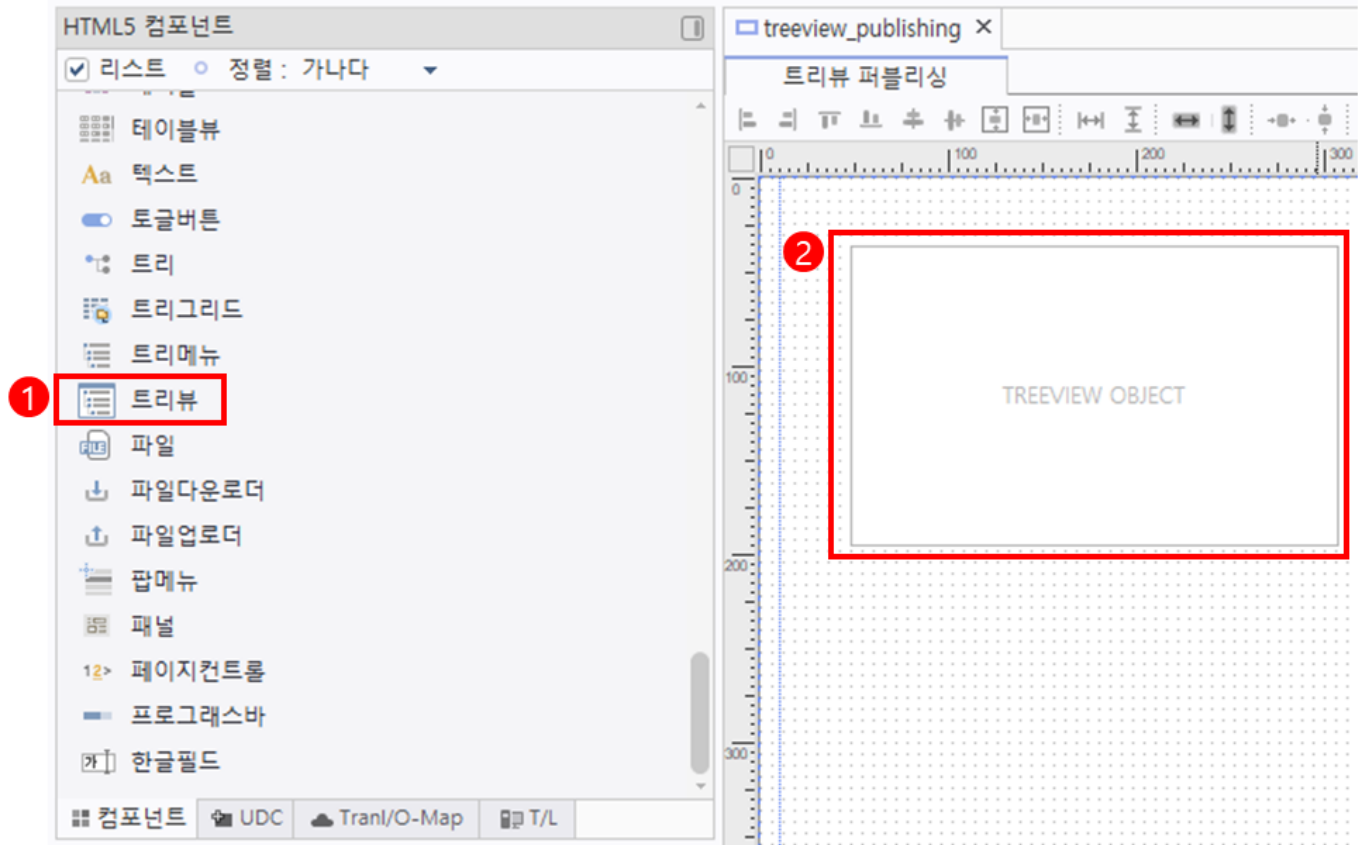 HTML5 컴포넌트
리스트 정렬 : 가나다
테이블뷰
텍스트
토글버튼
트리
트리그리드
트리메뉴
1 트리뷰
파일
파일다운로더
파일업로더
팝메뉴
패널
페이지컨트롤
프로그래스바
한글필드
컴포넌트 UDC TranI/O-Map T/L
treeview_publishing
트리뷰 퍼블리싱
0 100 200 300
0
2
100
TREEVIEW OBJECT
200
300